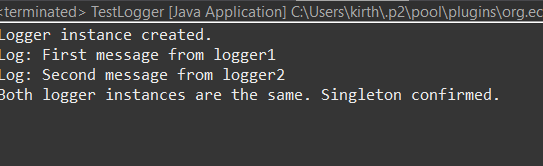 <terminated> TestLogger [Java Application] C:\Users\kirth\.p2\pool\plugins\org.ec
Logger instance created.
Log: First message from logger1
Log: Second message from logger2
Both logger instances are the same. Singleton confirmed.